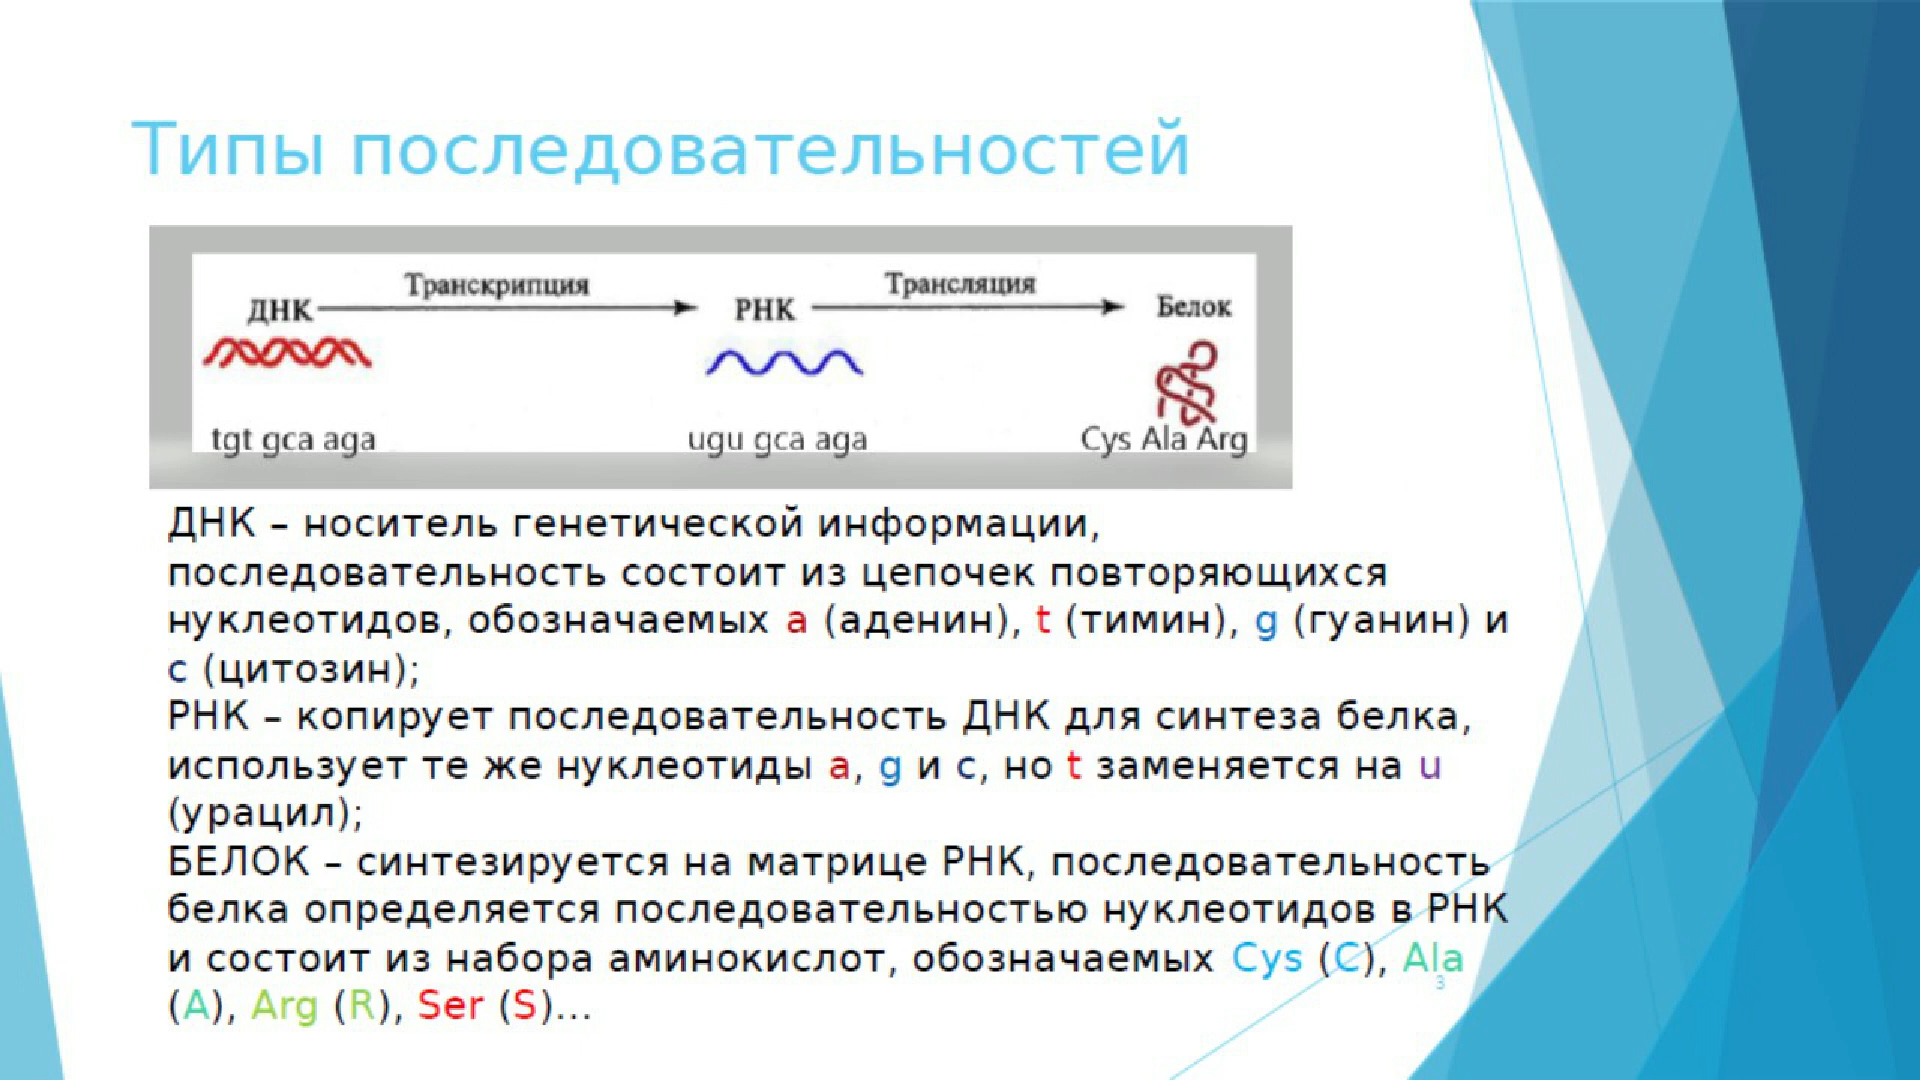 Типы последовательностей
Транскрипция
Трансляция
ДНК
РНК
Белок
tgt gca aga
ugu gca aga
Cys Ala Arg
ДНК – носитель генетической информации,
последовательность состоит из цепочек повторяющихся
нуклеотидов, обозначаемых a (аденин), t (тимин), g (гуанин) и
c (цитозин);
РНК – копирует последовательность ДНК для синтеза белка,
использует те же нуклеотиды a, g и c, но t заменяется на u
(урацил);
БЕЛОК – синтезируется на матрице РНК, последовательность
белка определяется последовательностью нуклеотидов в РНК
и состоит из набора аминокислот, обозначаемых Cys (C), Ala
(A), Arg (R), Ser (S)...
3